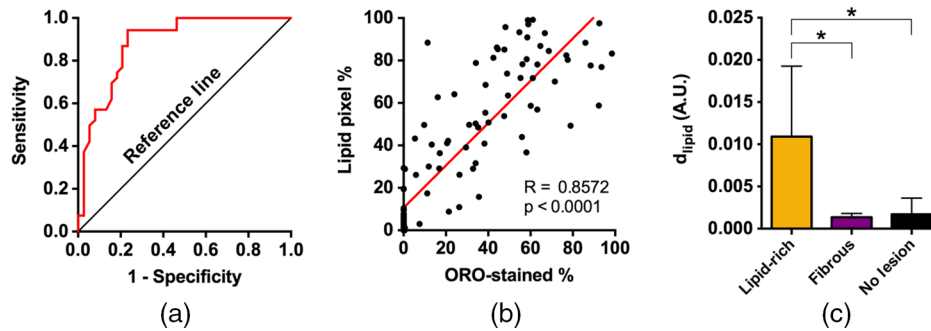 1.0
0.8
0.6
0.4
0.2
0.0
0.0 0.2 0.4 0.6 0.8 1.0
Sensitivity
1 - Specificity
Reference line
(a)
100
80
60
40
20
0
0 20 40 60 80 100
Lipid pixel %
ORO-stained %
R = 0.8572
p < 0.0001
(b)
0.025
0.020
0.015
0.010
0.005
0.000
d_lipid (A.U.)
*
*
Lipid-rich
Fibrous
No lesion
(c)